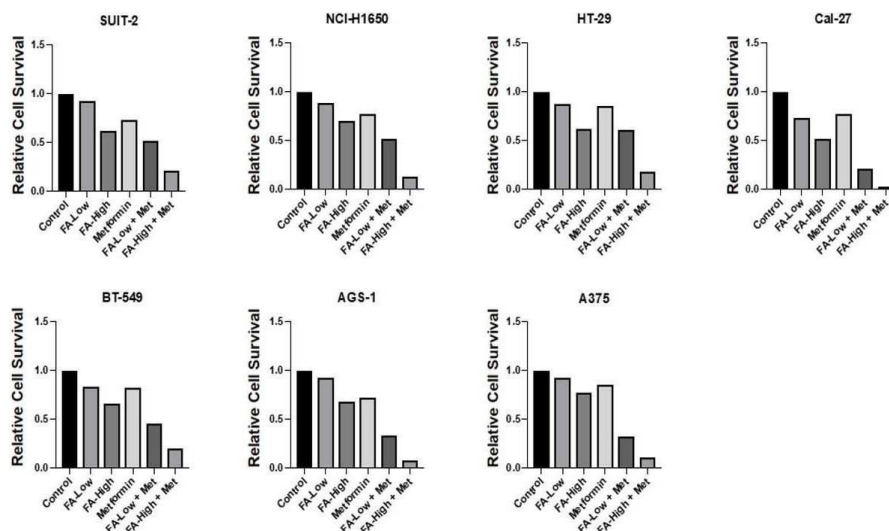 SUIT-2
Relative Cell Survival
1.5
1.0
0.5
0.0
Control
FA-Low
FA-High
Metformin
FA-Low + Met
FA-High + Met
NCI-H1650
Relative Cell Survival
1.5
1.0
0.5
0.0
Control
FA-Low
FA-High
Metformin
FA-Low + Met
FA-High + Met
HT-29
Relative Cell Survival
1.5
1.0
0.5
0.0
Control
FA-Low
FA-High
Metformin
FA-Low + Met
FA-High + Met
Cal-27
Relative Cell Survival
1.5
1.0
0.5
0.0
Control
FA-Low
FA-High
Metformin
FA-Low + Met
FA-High + Met
BT-549
Relative Cell Survival
1.5
1.0
0.5
0.0
Control
FA-Low
FA-High
Metformin
FA-Low + Met
FA-High + Met
AGS-1
Relative Cell Survival
1.5
1.0
0.5
0.0
Control
FA-Low
FA-High
Metformin
FA-Low + Met
FA-High + Met
A375
Relative Cell Survival
1.5
1.0
0.5
0.0
Control
FA-Low
FA-High
Metformin
FA-Low + Met
FA-High + Met